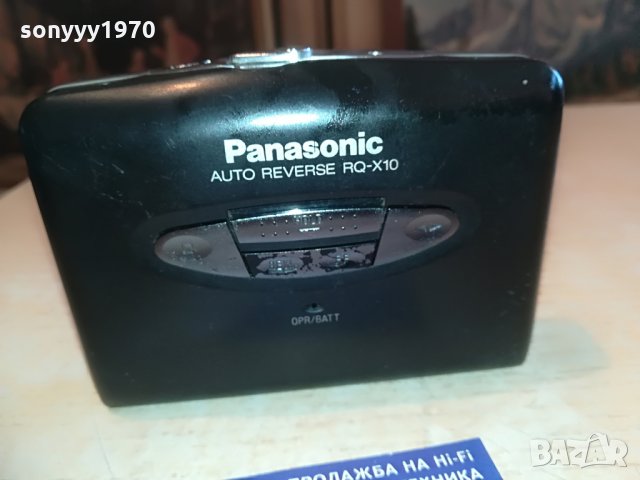 sonyyy1970
Panasonic
AUTO REVERSE RQ-X10
OPR/BATT
ПРОДАЖБА НА Hi-Fi
ТЕХНИКА
BAZAR